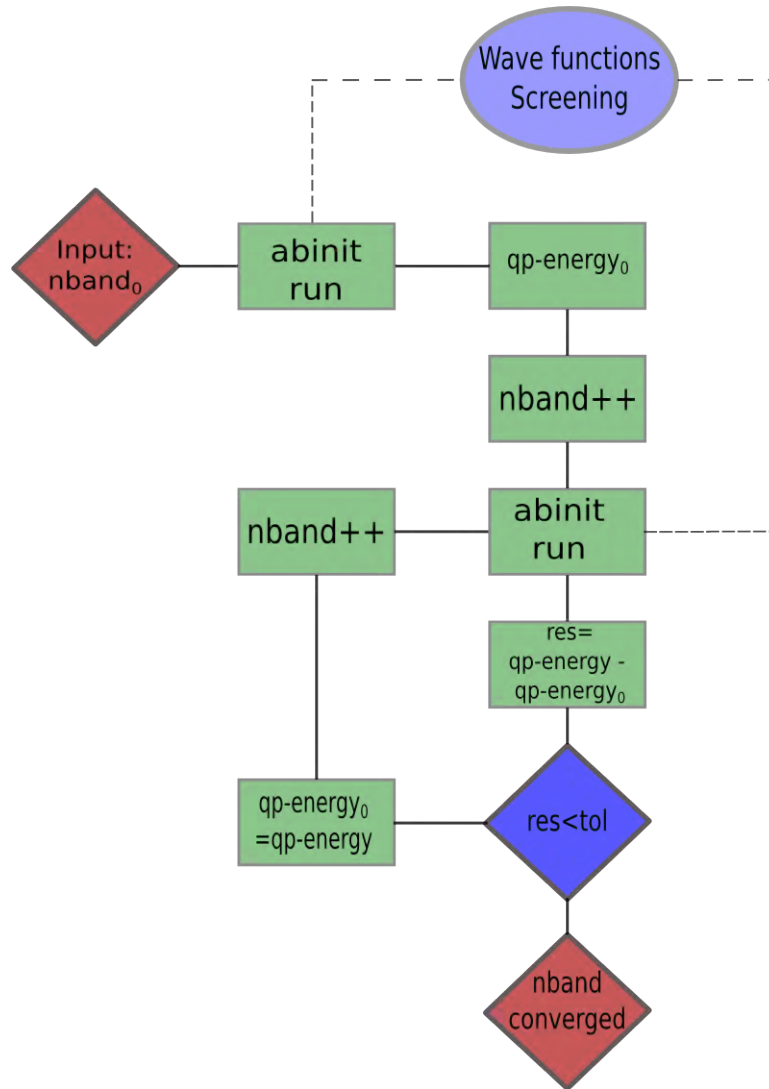 Wave functions
Screening
Input:
nband₀
abinit
run
qp-energy₀
nband++
nband++
abinit
run
res=
qp-energy -
qp-energy₀
qp-energy₀
=qp-energy
res<tol
nband
converged